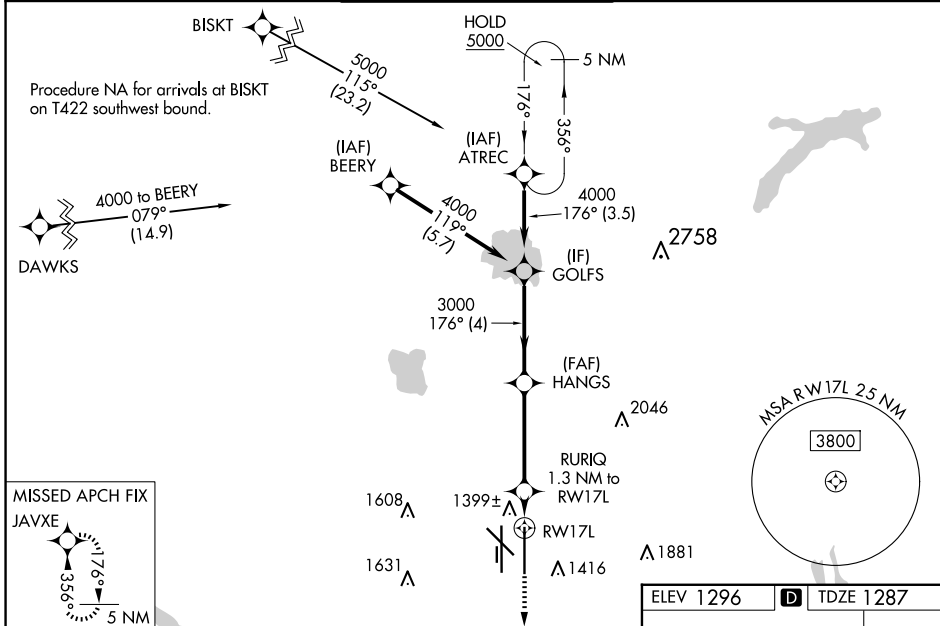 BISKT
5000
115°
(23.2)
HOLD
5000
5 NM
176°
356°
Procedure NA for arrivals at BISKT
on T422 southwest bound.
(IAF)
BEERY
(IAF)
ATREC
4000
119°
(5.7)
4000
176° (3.5)
4000 to BEERY
079°
(14.9)
DAWKS
2758
(IF)
GOLFS
3000
176° (4)
(FAF)
HANGS
2046
MSA RW17L 25 NM
3800
RURIQ
1.3 NM to
RW17L
1608
1399±
RW17L
1631
1416
1881
MISSED APCH FIX
JAVXE
176°
356°
5 NM
ELEV 1296
D
TDZE 1287